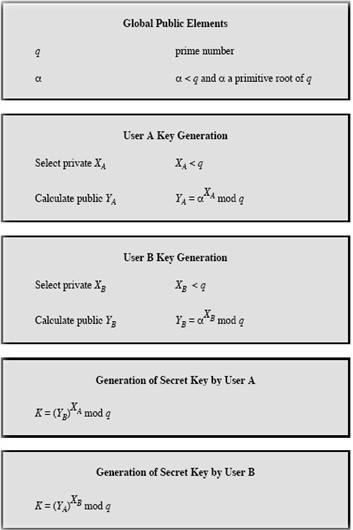 Global Public Elements
q prime number
α α < q and α a primitive root of q
User A Key Generation
Select private X_A X_A < q
Calculate public Y_A Y_A = α^{X_A} mod q
User B Key Generation
Select private X_B X_B < q
Calculate public Y_B Y_B = α^{X_B} mod q
Generation of Secret Key by User A
K = (Y_B)^{X_A} mod q
Generation of Secret Key by User B
K = (Y_A)^{X_B} mod q